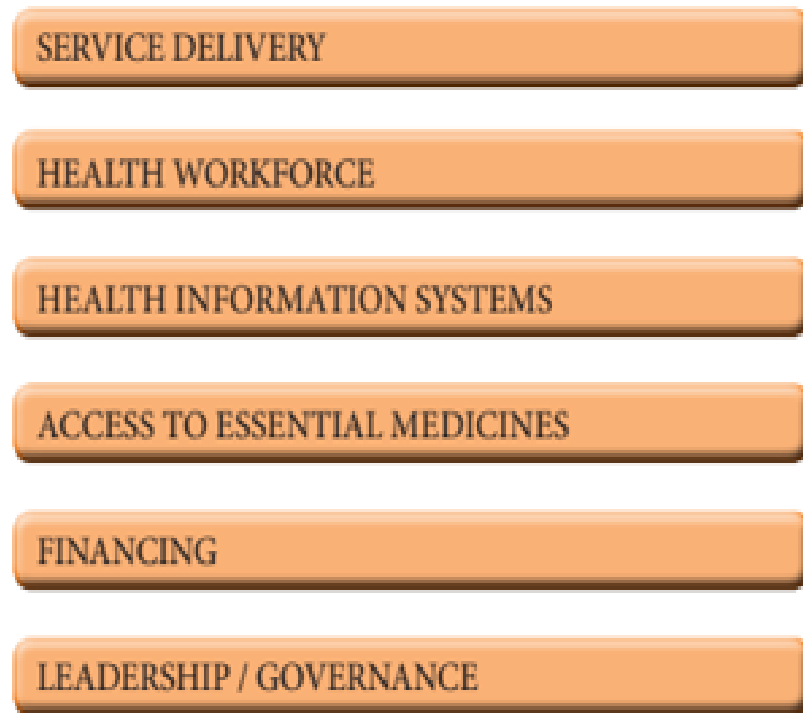 SERVICE DELIVERY
HEALTH WORKFORCE
HEALTH INFORMATION SYSTEMS
ACCESS TO ESSENTIAL MEDICINES
FINANCING
LEADERSHIP / GOVERNANCE